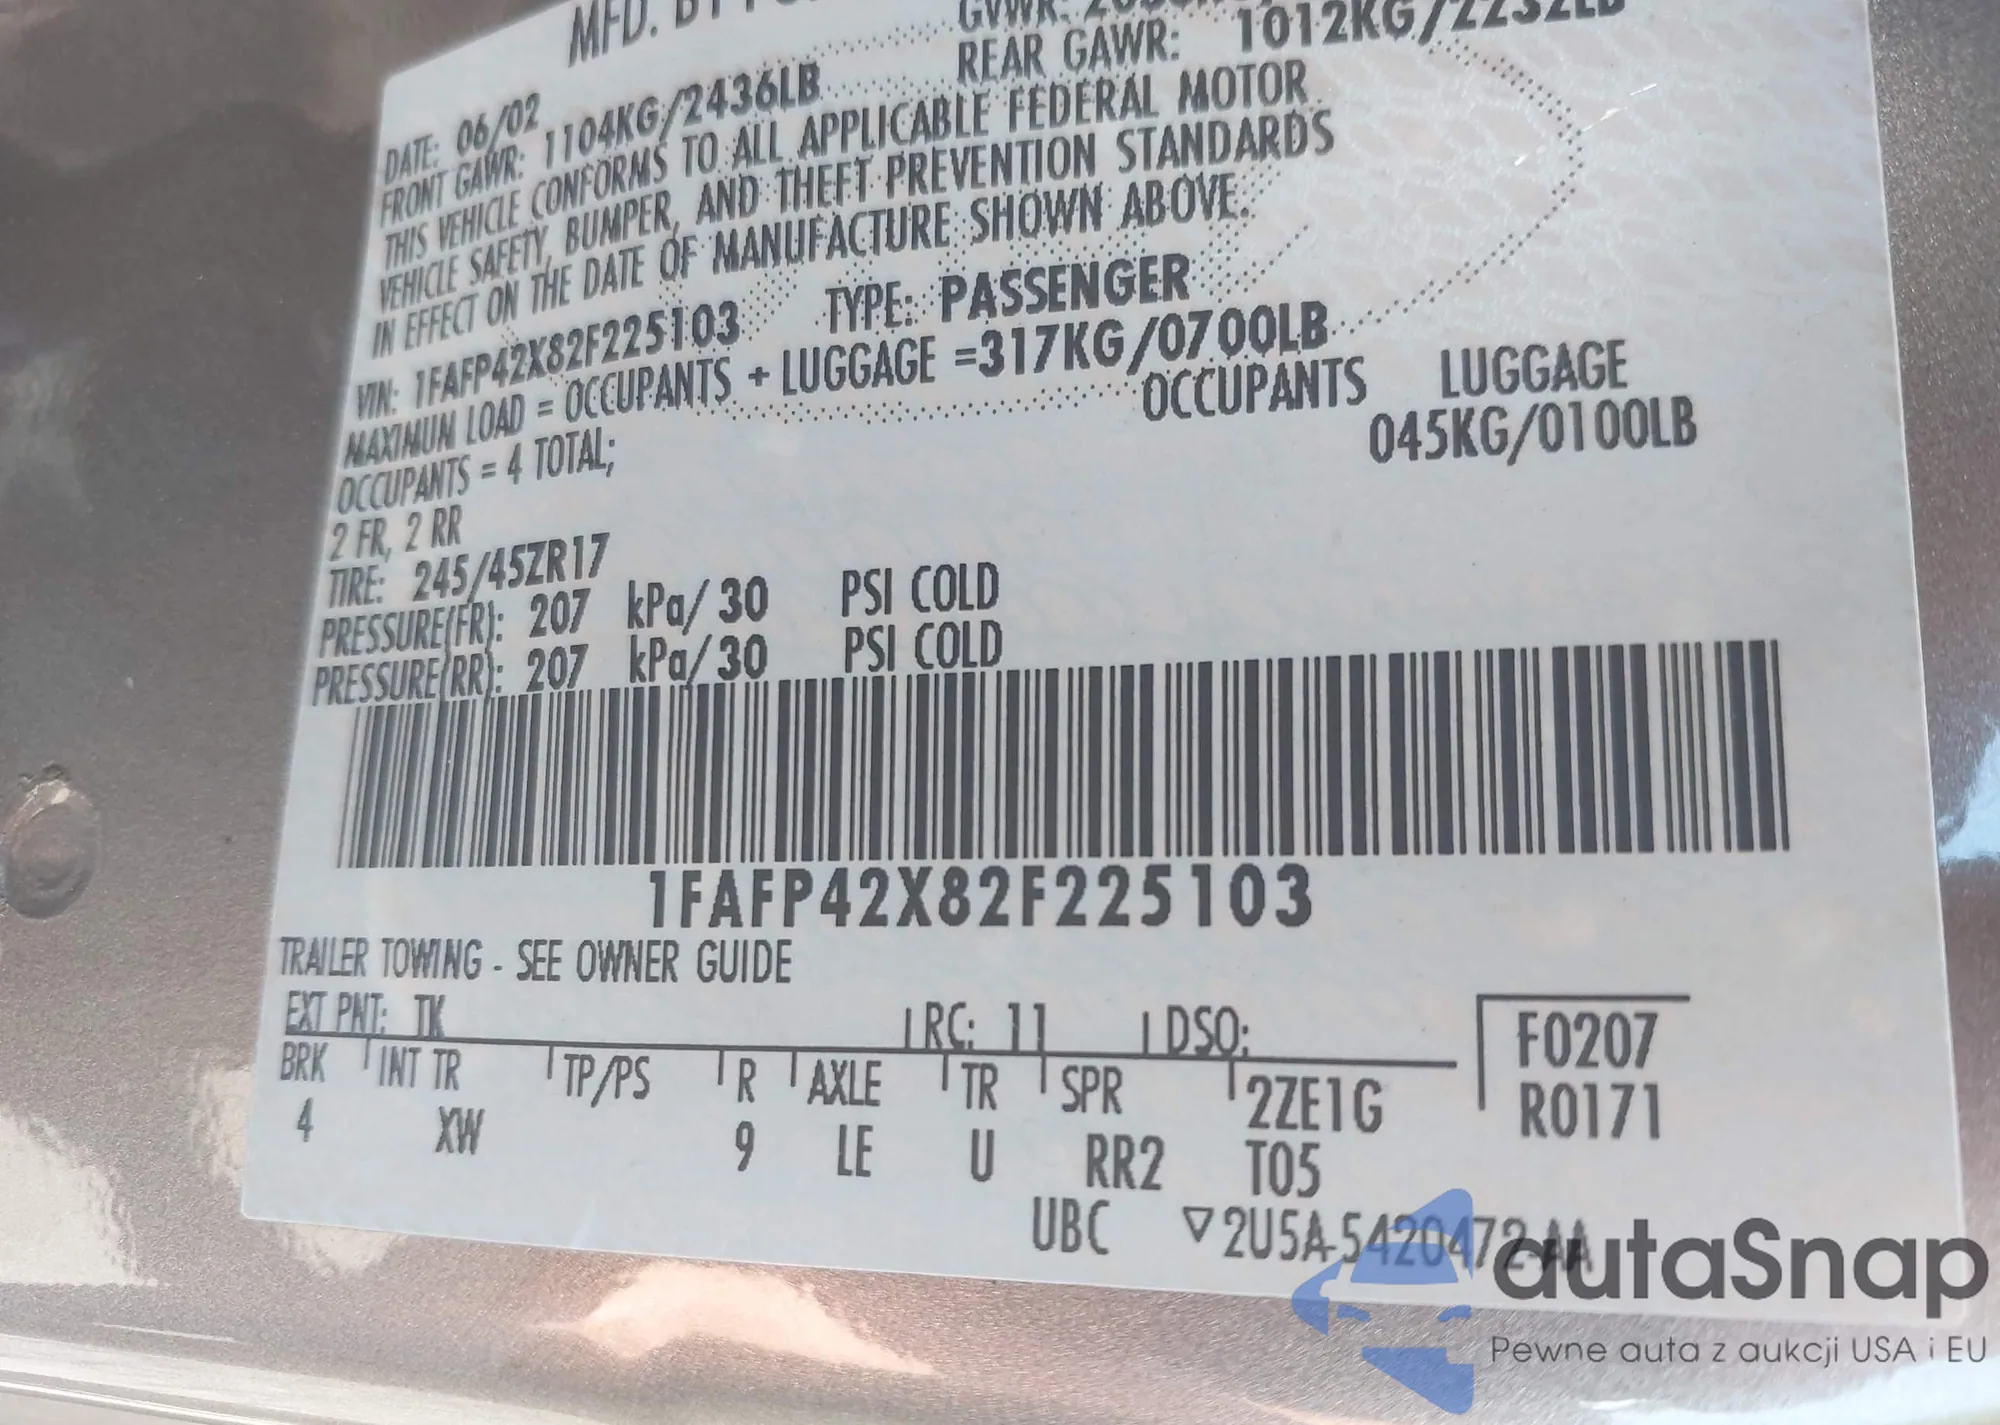 MFD. BY
GVWR:
DATE: 06/02
FRONT GAWR: 1104KG/2436LB REAR GAWR: 1012KG/2232LB
THIS VEHICLE CONFORMS TO ALL APPLICABLE FEDERAL MOTOR
VEHICLE SAFETY, BUMPER, AND THEFT PREVENTION STANDARDS
IN EFFECT ON THE DATE OF MANUFACTURE SHOWN ABOVE.
VIN: 1FAFP42X82F225103 TYPE: PASSENGER
MAXIMUN LOAD = OCCUPANTS + LUGGAGE =317KG/0700LB
OCCUPANTS = 4 TOTAL; OCCUPANTS LUGGAGE
2 FR, 2 RR 045KG/0100LB
TIRE: 245/45ZR17
PRESSURE(FR): 207 kPa/ 30 PSI COLD
PRESSURE(RR): 207 kPa/ 30 PSI COLD
1FAFP42X82F225103
TRAILER TOWING - SEE OWNER GUIDE
EXT PNT: TK RC: 11 DSO: F0207
BRK INT TR TP/PS R AXLE TR SPR 2ZE1G R0171
4 XW 9 LE U RR2 T05
UBC ▽2U5A-5420472-AA
autaSnap
Pewne auta z aukcji USA i EU